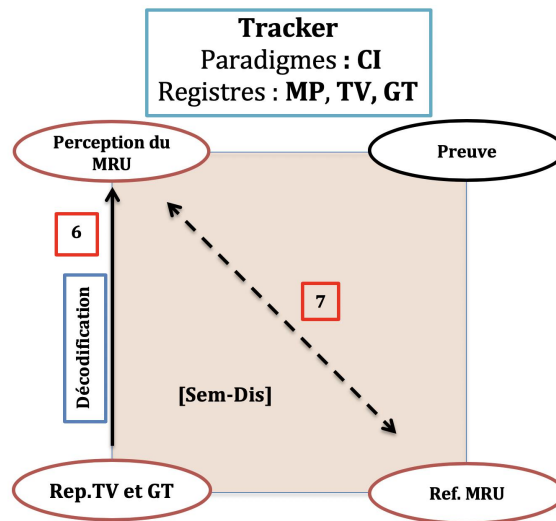 Tracker
Paradigmes : CI
Registres : MP, TV, GT
Perception du
MRU
Preuve
6
Décodification
7
[Sem-Dis]
Rep.TV et GT
Ref. MRU